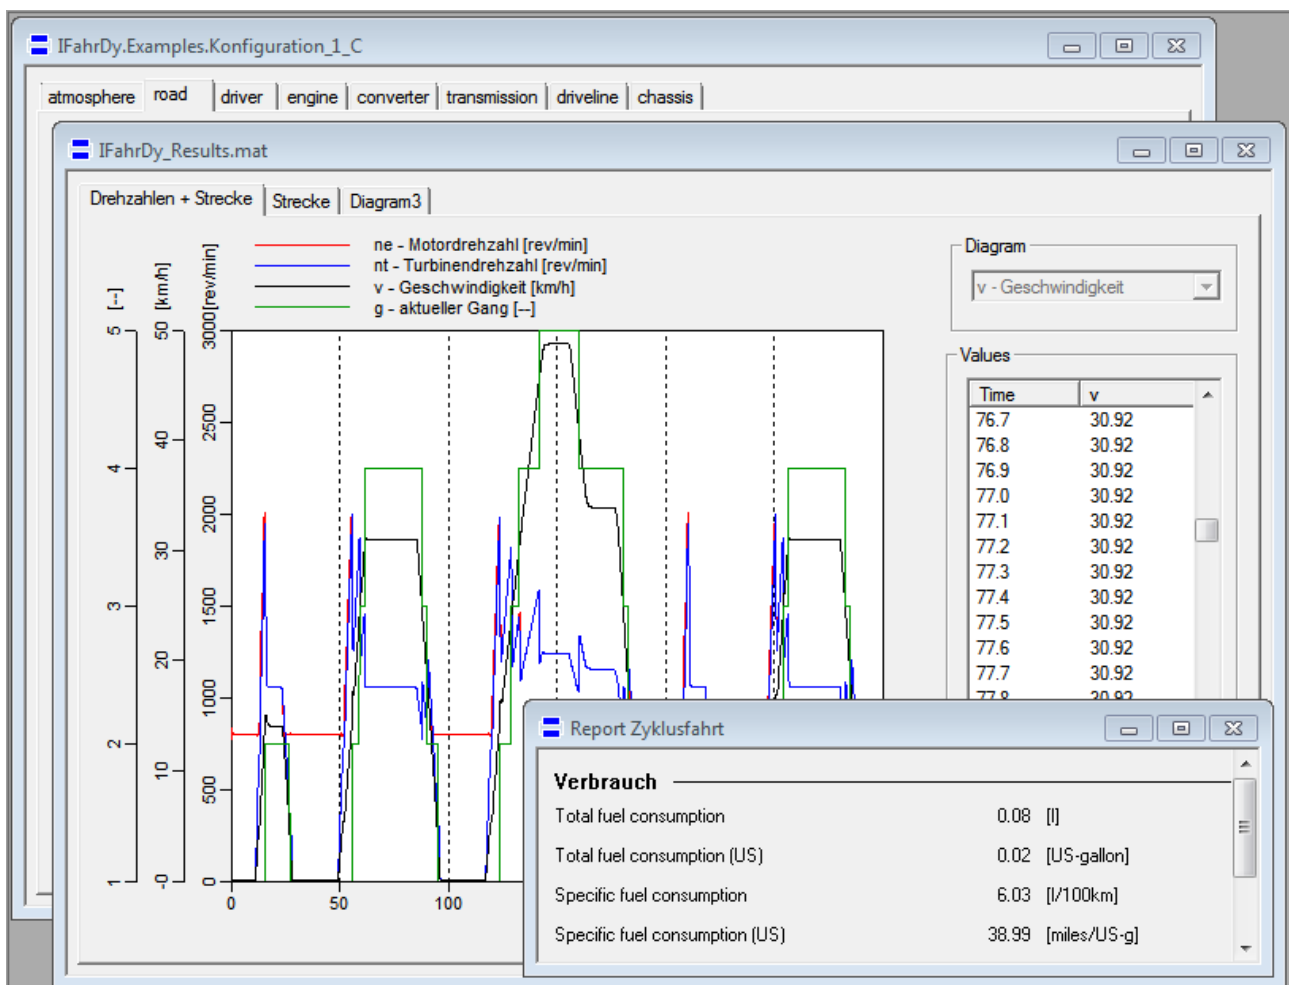 IFahrDy.Examples.Konfiguration_1_C
atmosphere road driver engine converter transmission driveline chassis
IFahrDy_Results.mat
Drehzahlen + Strecke Strecke Diagram3
ne - Motordrehzahl [rev/min]
nt - Turbinendrehzahl [rev/min]
v - Geschwindigkeit [km/h]
g - aktueller Gang [--]
[--] [km/h] [rev/min]
5 50 3000
2500
40
4
2000
30
3 1500
20
1000
2
10
500
1 -0 0
0 50 100
Diagram
v - Geschwindigkeit
Values
Time v
76.7 30.92
76.8 30.92
76.9 30.92
77.0 30.92
77.1 30.92
77.2 30.92
77.3 30.92
77.4 30.92
77.5 30.92
77.6 30.92
77.7 30.92
77.8 30.92
Report Zyklusfahrt
Verbrauch
Total fuel consumption 0.08 [l]
Total fuel consumption (US) 0.02 [US-gallon]
Specific fuel consumption 6.03 [l/100km]
Specific fuel consumption (US) 38.99 [miles/US-g]